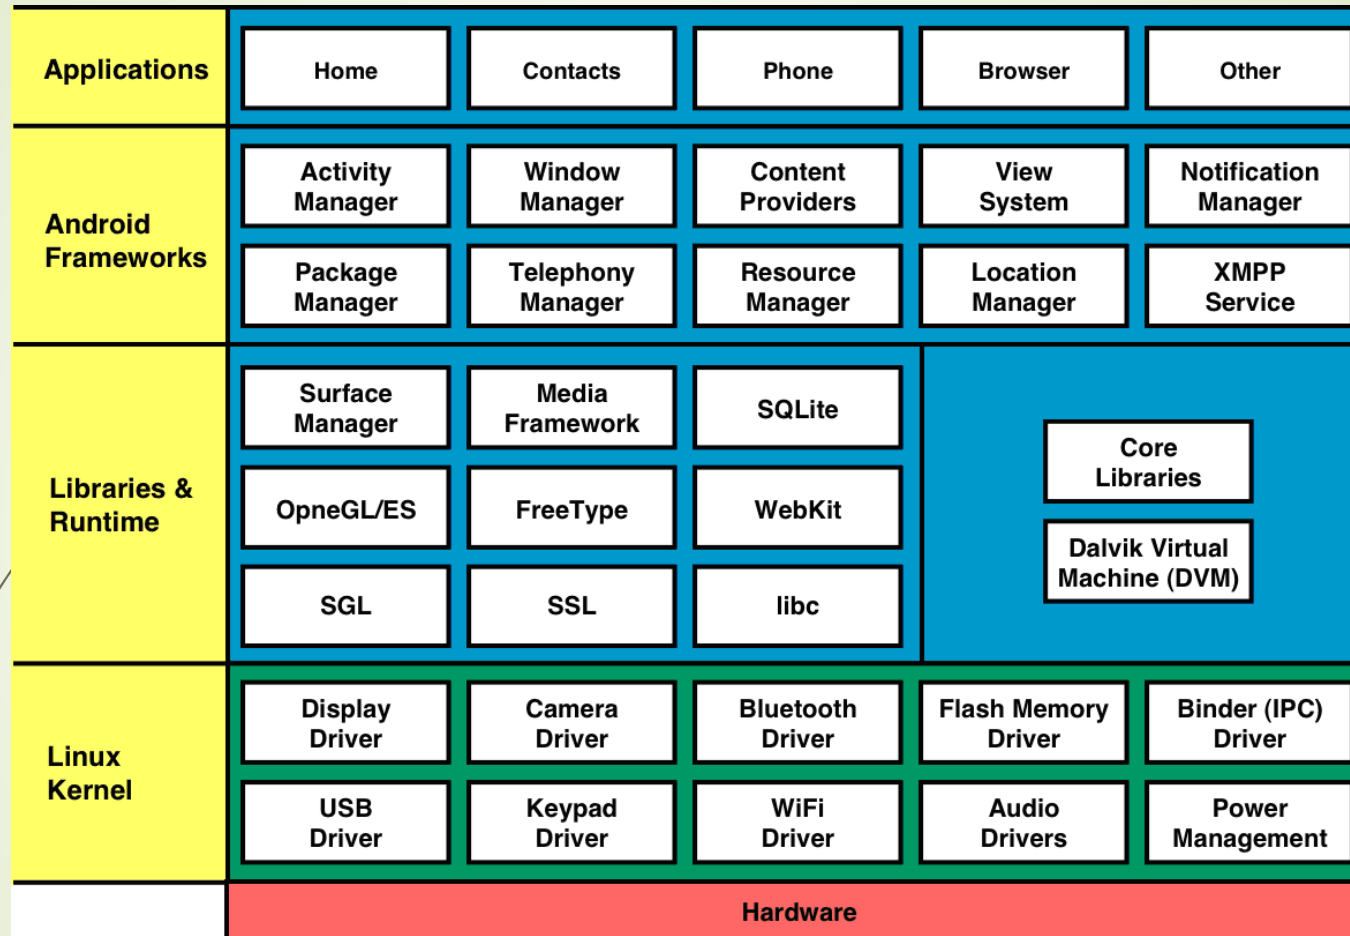 Applications
Home
Contacts
Phone
Browser
Other
Android
Frameworks
Activity
Manager
Window
Manager
Content
Providers
View
System
Notification
Manager
Package
Manager
Telephony
Manager
Resource
Manager
Location
Manager
XMPP
Service
Libraries &
Runtime
Surface
Manager
Media
Framework
SQLite
OpneGL/ES
FreeType
WebKit
SGL
SSL
libc
Core
Libraries
Dalvik Virtual
Machine (DVM)
Linux
Kernel
Display
Driver
Camera
Driver
Bluetooth
Driver
Flash Memory
Driver
Binder (IPC)
Driver
USB
Driver
Keypad
Driver
WiFi
Driver
Audio
Drivers
Power
Management
Hardware